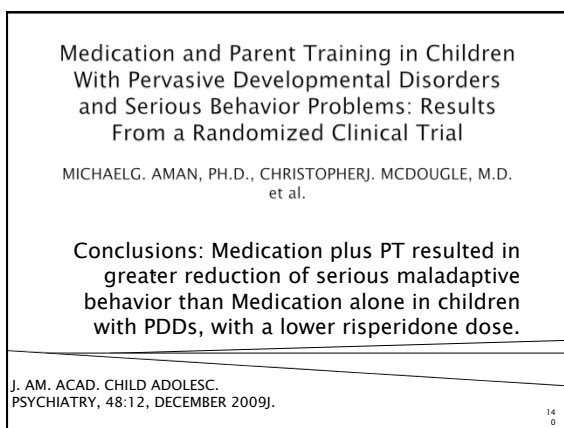 Medication and Parent Training in Children
With Pervasive Developmental Disorders
and Serious Behavior Problems: Results
From a Randomized Clinical Trial
MICHAELG. AMAN, PH.D., CHRISTOPHERJ. MCDOUGLE, M.D.
et al.
Conclusions: Medication plus PT resulted in
greater reduction of serious maladaptive
behavior than Medication alone in children
with PDDs, with a lower risperidone dose.
J. AM. ACAD. CHILD ADOLESC.
PSYCHIATRY, 48:12, DECEMBER 2009J.
14
0